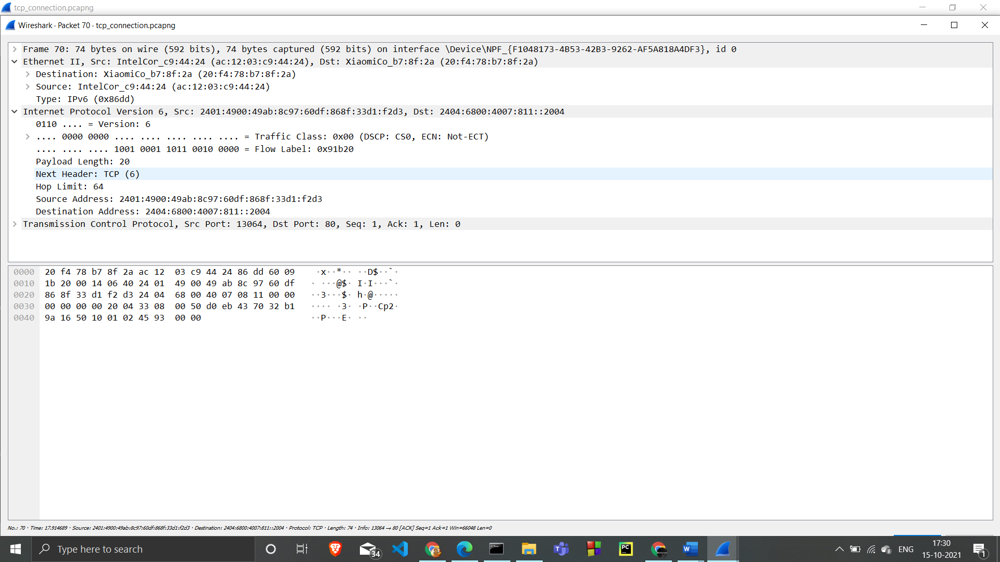 tcp_connection.pcapng
Wireshark · Packet 70 · tcp_connection.pcapng
Frame 70: 74 bytes on wire (592 bits), 74 bytes captured (592 bits) on interface \Device\NPF_{F1048173-4B53-42B3-9262-AF5A818A4DF3}, id 0
Ethernet II, Src: IntelCor_c9:44:24 (ac:12:03:c9:44:24), Dst: XiaomiCo_b7:8f:2a (20:f4:78:b7:8f:2a)
Destination: XiaomiCo_b7:8f:2a (20:f4:78:b7:8f:2a)
Source: IntelCor_c9:44:24 (ac:12:03:c9:44:24)
Type: IPv6 (0x86dd)
Internet Protocol Version 6, Src: 2401:4900:49ab:8c97:60df:868f:33d1:f2d3, Dst: 2404:6800:4007:811::2004
0110 .... = Version: 6
.... 0000 0000 .... .... .... .... .... = Traffic Class: 0x00 (DSCP: CS0, ECN: Not-ECT)
.... .... .... 1001 0001 1011 0010 0000 = Flow Label: 0x91b20
Payload Length: 20
Next Header: TCP (6)
Hop Limit: 64
Source Address: 2401:4900:49ab:8c97:60df:868f:33d1:f2d3
Destination Address: 2404:6800:4007:811::2004
Transmission Control Protocol, Src Port: 13064, Dst Port: 80, Seq: 1, Ack: 1, Len: 0
0000 20 f4 78 b7 8f 2a ac 12 03 c9 44 24 86 dd 60 09 ·x··*·· ··D$··`·
0010 1b 20 00 14 06 40 24 01 49 00 49 ab 8c 97 60 df · ···@$· I·I···`·
0020 86 8f 33 d1 f2 d3 24 04 68 00 40 07 08 11 00 00 ··3···$· h·@·····
0030 00 00 00 00 20 04 33 08 00 50 d0 eb 43 70 32 b1 ···· ·3· ·P··Cp2·
0040 9a 16 50 10 01 02 45 93 00 00 ··P···E· ··
No.: 70 · Time: 17.914689 · Source: 2401:4900:49ab:8c97:60df:868f:33d1:f2d3 · Destination: 2404:6800:4007:811::2004 · Protocol: TCP · Length: 74 · Info: 13064 → 80 [ACK] Seq=1 Ack=1 Win=66048 Len=0
Type here to search
34
PC
ENG
17:30
15-10-2021
1